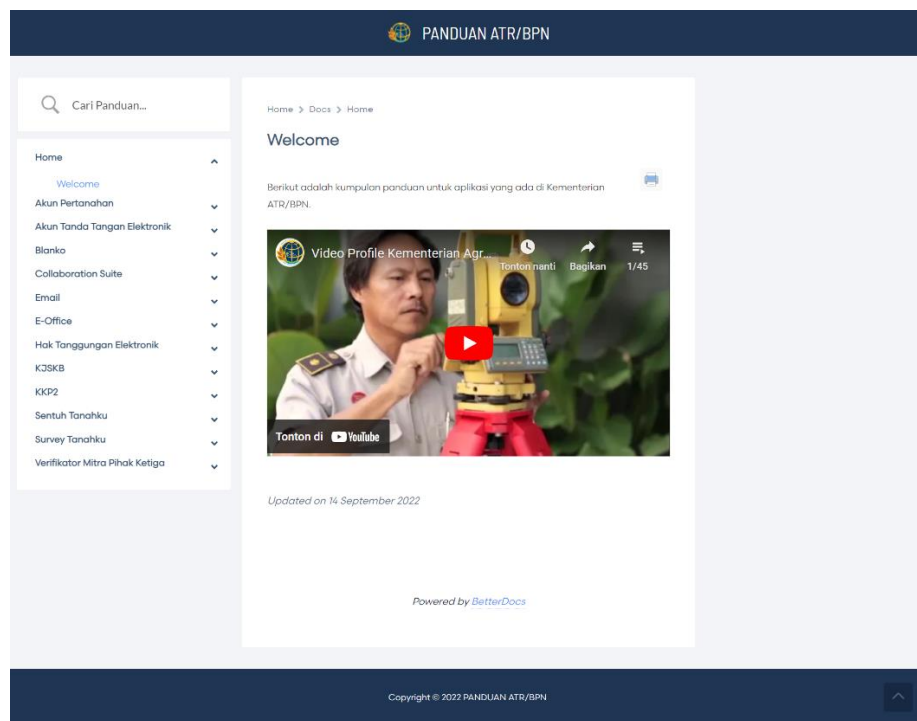 PANDUAN ATR/BPN
Cari Panduan...
Home
Welcome
Akun Pertanahan
Akun Tanda Tangan Elektronik
Blanko
Collaboration Suite
Email
E-Office
Hak Tanggungan Elektronik
KJSKB
KKP2
Sentuh Tanahku
Survey Tanahku
Verifikator Mitra Pihak Ketiga
Home > Docs > Home
Welcome
Berikut adalah kumpulan panduan untuk aplikasi yang ada di Kementerian
ATR/BPN.
Video Profile Kementerian Agr...
Tonton nanti
Bagikan
1/45
Tonton di YouTube
Updated on 14 September 2022
Powered by BetterDocs
Copyright © 2022 PANDUAN ATR/BPN